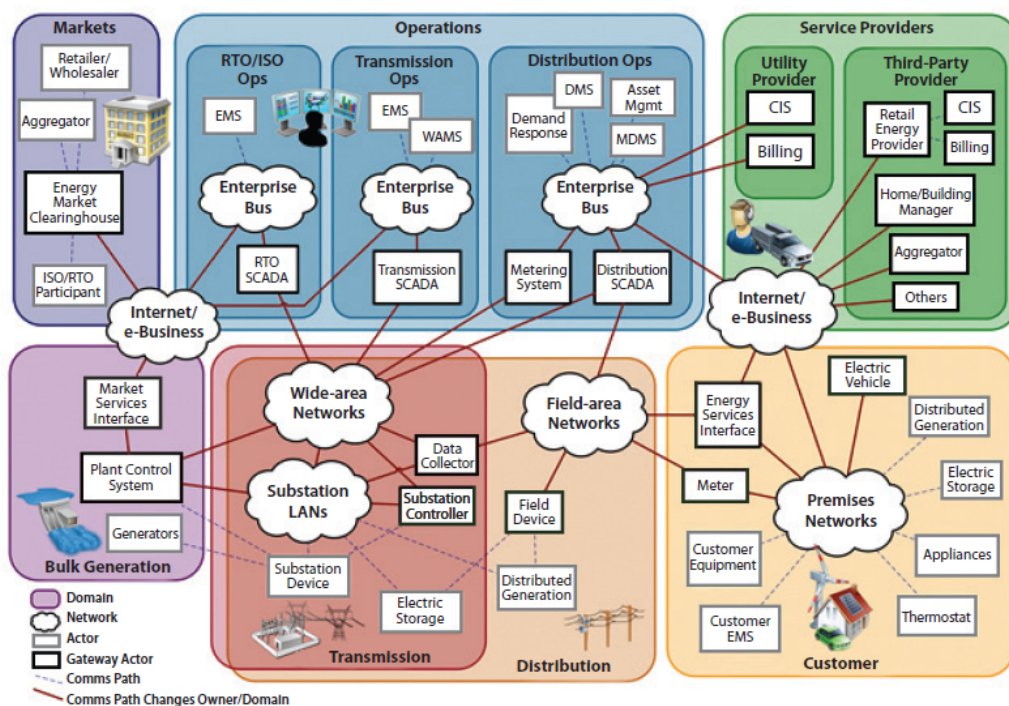 Markets
Retailer/
Wholesaler
Aggregator
Energy
Market
Clearinghouse
ISO/RTO
Participant
Operations
RTO/ISO
Ops
EMS
Enterprise
Bus
RTO
SCADA
Transmission
Ops
EMS
WAMS
Enterprise
Bus
Transmission
SCADA
Distribution Ops
DMS
Asset
Mgmt
Demand
Response
MDMS
Enterprise
Bus
Metering
System
Distribution
SCADA
Service Providers
Utility
Provider
CIS
Billing
Third-Party
Provider
Retail
Energy
Provider
CIS
Billing
Home/Building
Manager
Aggregator
Others
Internet/
e-Business
Internet/
e-Business
Market
Services
Interface
Plant Control
System
Generators
Bulk Generation
Wide-area
Networks
Substation
LANs
Data
Collector
Substation
Controller
Substation
Device
Electric
Storage
Transmission
Field-area
Networks
Field
Device
Distributed
Generation
Distribution
Energy
Services
Interface
Electric
Vehicle
Distributed
Generation
Meter
Premises
Networks
Electric
Storage
Customer
Equipment
Appliances
Customer
EMS
Thermostat
Customer
Domain
Network
Actor
Gateway Actor
Comms Path
Comms Path Changes Owner/Domain